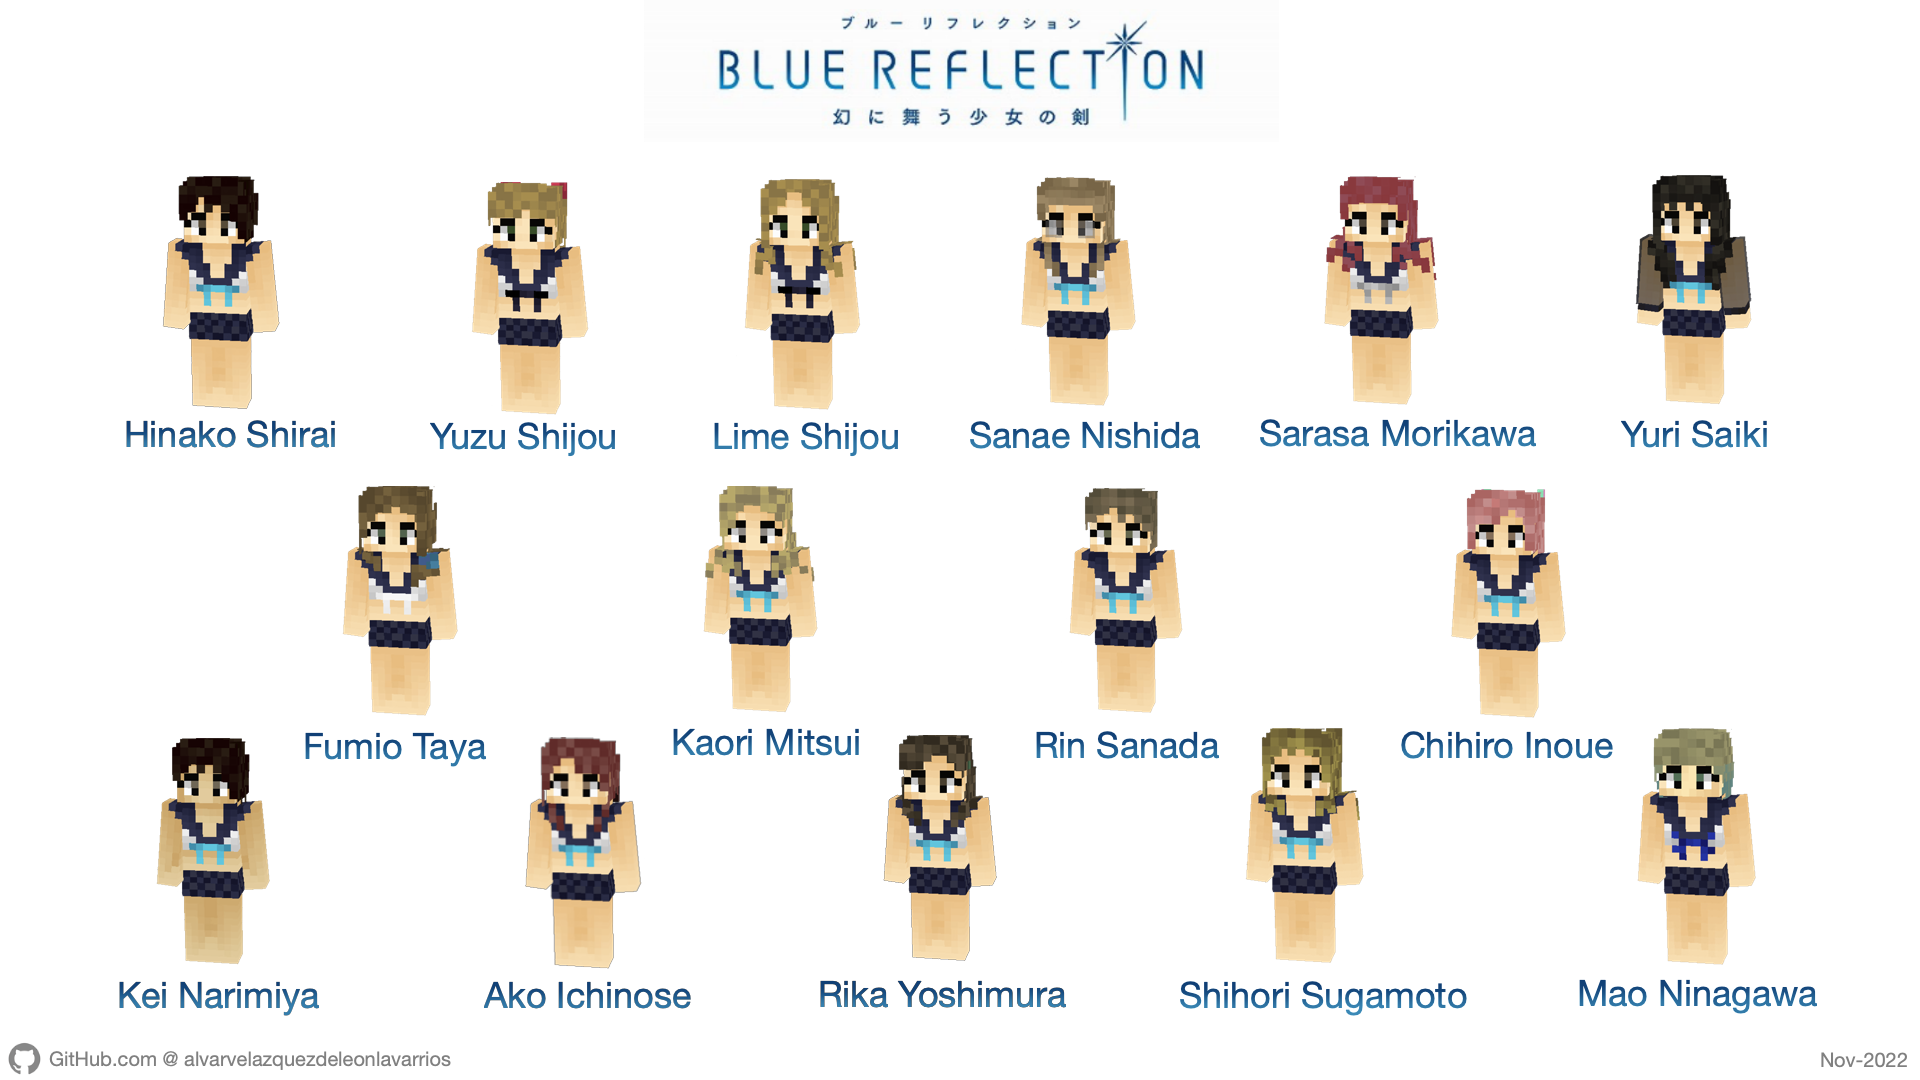 ブルー リフレクション
BLUE REFLECTION
幻に舞う少女の剣
Hinako Shirai
Yuzu Shijou
Lime Shijou
Sanae Nishida
Sarasa Morikawa
Yuri Saiki
Fumio Taya
Kaori Mitsui
Rin Sanada
Chihiro Inoue
Kei Narimiya
Ako Ichinose
Rika Yoshimura
Shihori Sugamoto
Mao Ninagawa
GitHub.com @ alvarvelazquezdeleonlavarrios
Nov-2022